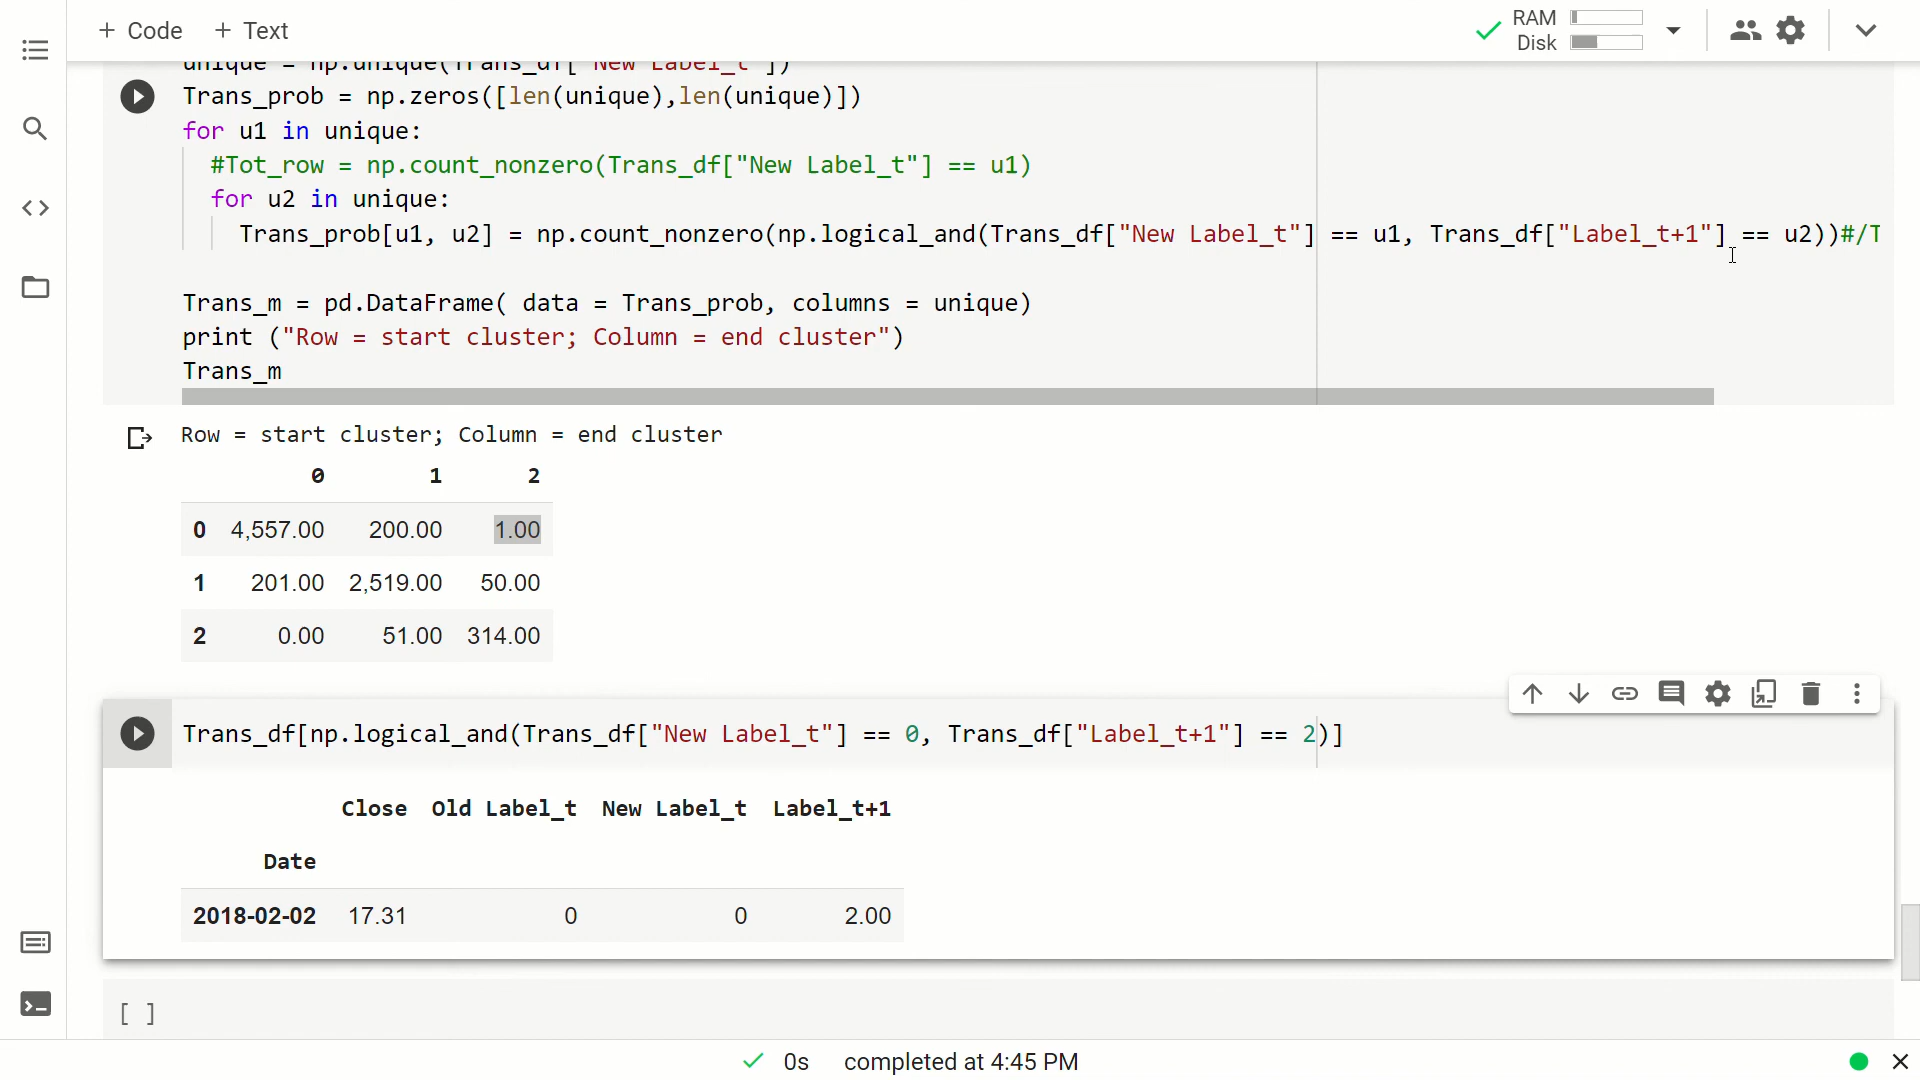 + Code + Text
RAM
Disk
unique = np.unique(Trans_df["New Label_t"])
Trans_prob = np.zeros([len(unique),len(unique)])
for u1 in unique:
#Tot_row = np.count_nonzero(Trans_df["New Label_t"] == u1)
for u2 in unique:
Trans_prob[u1, u2] = np.count_nonzero(np.logical_and(Trans_df["New Label_t"] == u1, Trans_df["Label_t+1"] == u2))#/T
Trans_m = pd.DataFrame( data = Trans_prob, columns = unique)
print ("Row = start cluster; Column = end cluster")
Trans_m
Row = start cluster; Column = end cluster
0 1 2
0 4,557.00 200.00 1.00
1 201.00 2,519.00 50.00
2 0.00 51.00 314.00
Trans_df[np.logical_and(Trans_df["New Label_t"] == 0, Trans_df["Label_t+1"] == 2)]
Close Old Label_t New Label_t Label_t+1
Date
2018-02-02 17.31 0 0 2.00
[ ]
0s completed at 4:45 PM